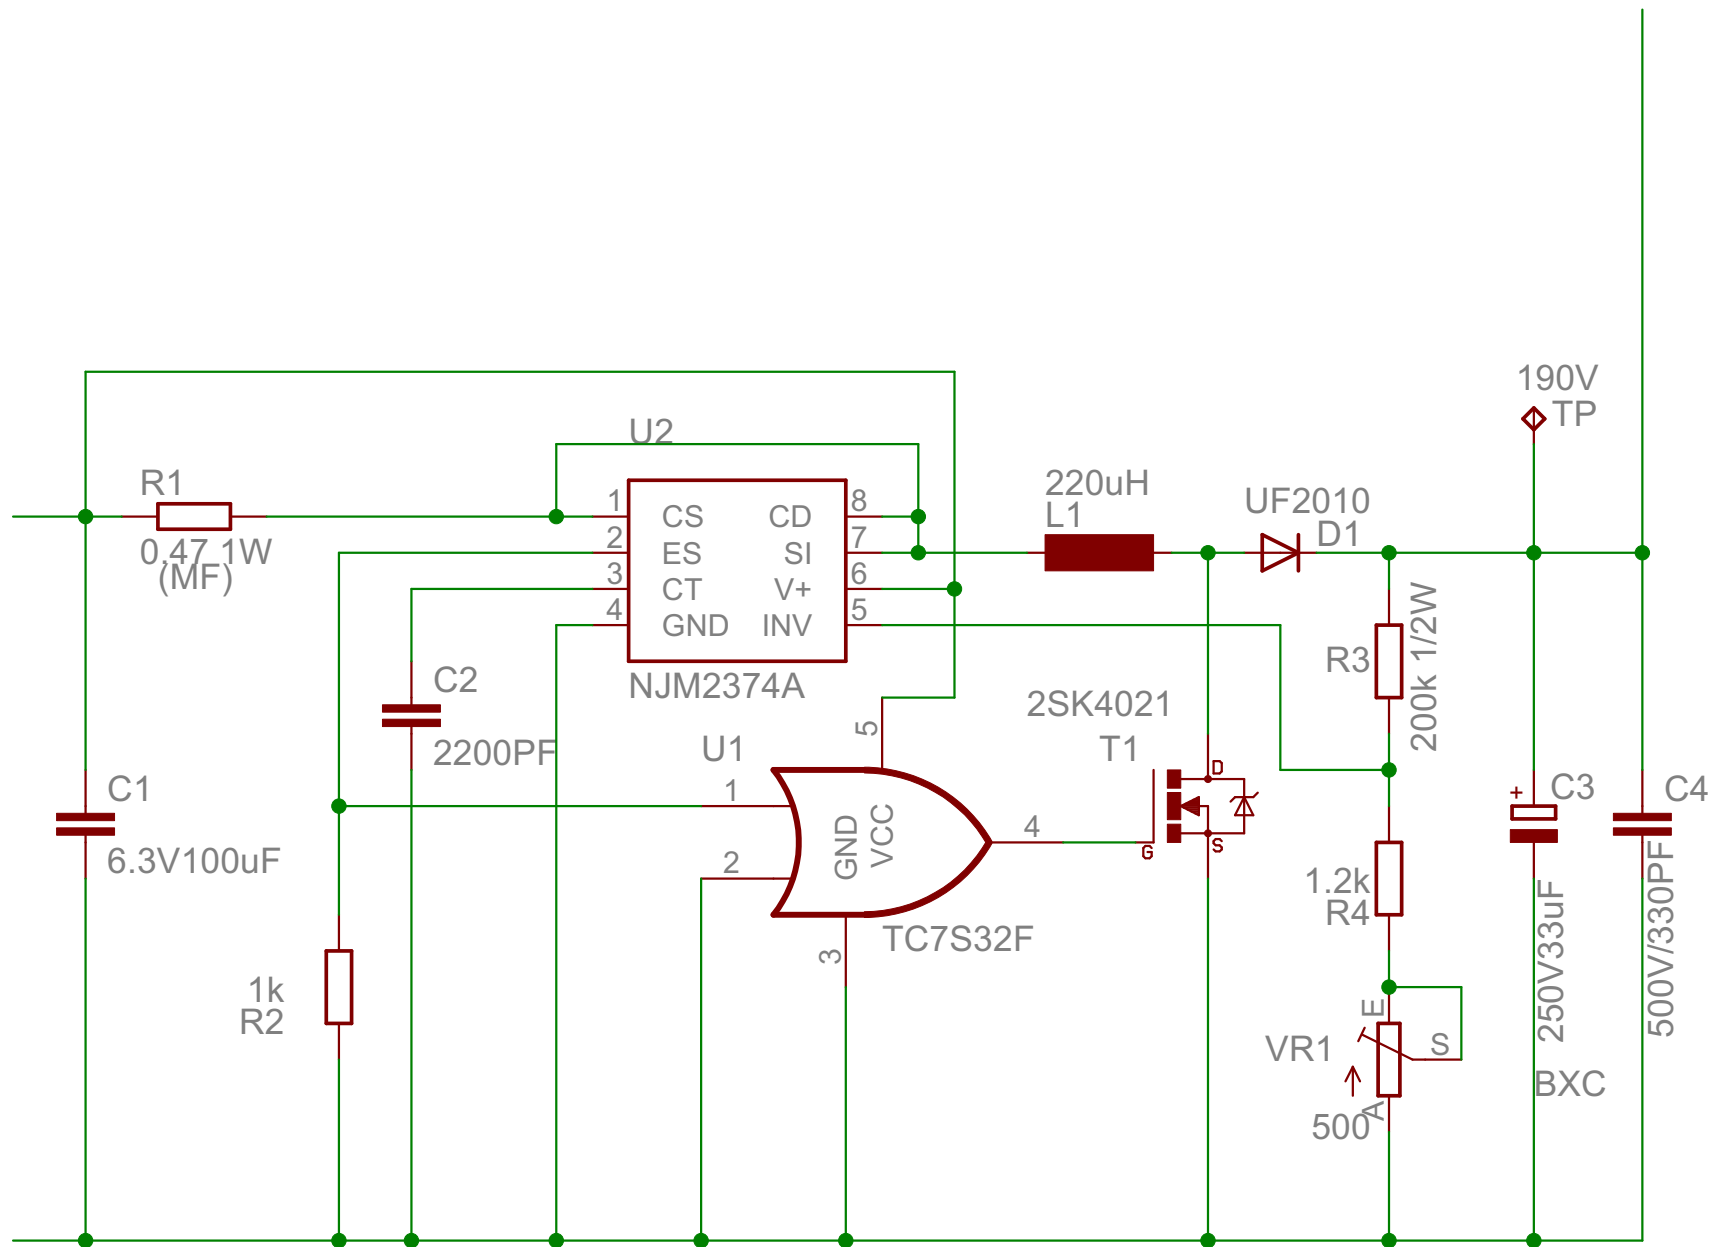 190V
TP
U2
R1
0.47 1W
(MF)
1
2
3
4
CS
ES
CT
GND
CD
SI
V+
INV
8
7
6
5
NJM2374A
220uH
L1
UF2010
D1
R3
200k 1/2W
C2
2200PF
2SK4021
T1
D
S
G
U1
1
2
3
4
5
GND
VCC
TC7S32F
C1
6.3V100uF
1k
R2
1.2k
R4
C3
+
250V33uF
BXC
C4
500V/330PF
VR1
500
E
S
A